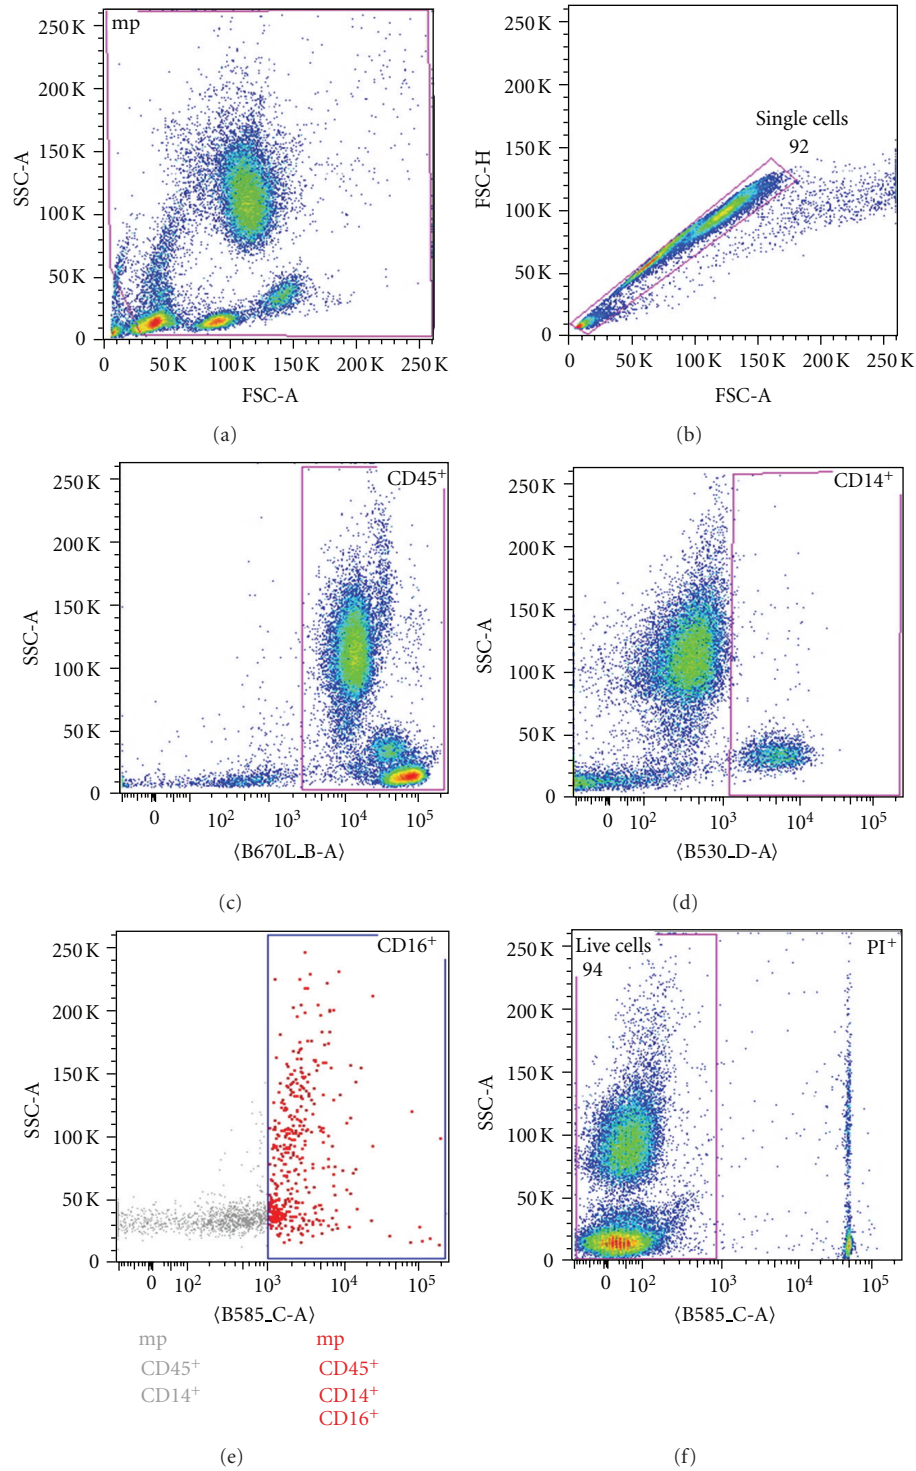 mp
250 K
200 K
150 K
100 K
50 K
0
SSC-A
0 50 K 100 K 150 K 200 K 250 K
FSC-A
(a)
Single cells
92
250 K
200 K
150 K
100 K
50 K
0
FSC-H
0 50 K 100 K 150 K 200 K 250 K
FSC-A
(b)
CD45⁺
250 K
200 K
150 K
100 K
50 K
0
SSC-A
0 10² 10³ 10⁴ 10⁵
⟨B670L_B-A⟩
(c)
CD14⁺
250 K
200 K
150 K
100 K
50 K
0
SSC-A
0 10² 10³ 10⁴ 10⁵
⟨B530_D-A⟩
(d)
CD16⁺
250 K
200 K
150 K
100 K
50 K
0
SSC-A
0 10² 10³ 10⁴ 10⁵
⟨B585_C-A⟩
mp
CD45⁺
CD14⁺
mp
CD45⁺
CD14⁺
CD16⁺
(e)
Live cells
94
PI⁺
250 K
200 K
150 K
100 K
50 K
0
SSC-A
0 10² 10³ 10⁴ 10⁵
⟨B585_C-A⟩
(f)